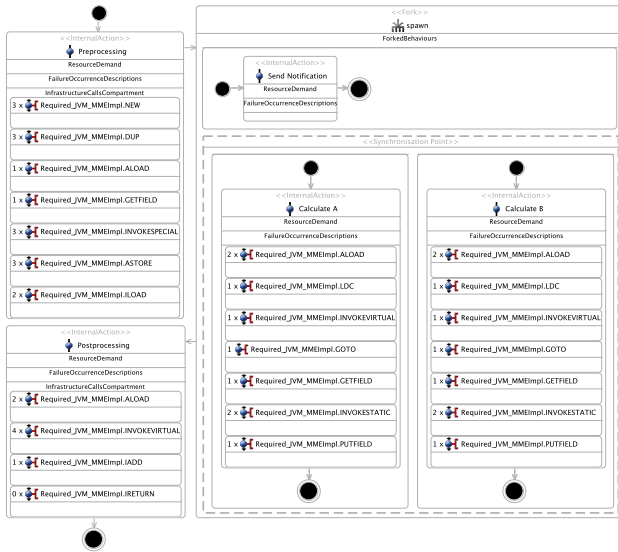 <<InternalAction>>
Preprocessing
ResourceDemand
FailureOccurrenceDescriptions
InfrastructureCallsCompartment
3 x Required_JVM_MMEImpl.NEW
3 x Required_JVM_MMEImpl.DUP
1 x Required_JVM_MMEImpl.ALOAD
1 x Required_JVM_MMEImpl.GETFIELD
3 x Required_JVM_MMEImpl.INVOKESPECIAL
3 x Required_JVM_MMEImpl.ASTORE
2 x Required_JVM_MMEImpl.ILOAD
<<Fork>>
spawn
ForkedBehaviours
<<InternalAction>>
Send Notification
ResourceDemand
FailureOccurrenceDescriptions
<<Synchronisation Point>>
<<InternalAction>>
Calculate A
ResourceDemand
FailureOccurrenceDescriptions
2 x Required_JVM_MMEImpl.ALOAD
1 x Required_JVM_MMEImpl.LDC
1 x Required_JVM_MMEImpl.INVOKEVIRTUAL
1 x Required_JVM_MMEImpl.GOTO
1 x Required_JVM_MMEImpl.GETFIELD
2 x Required_JVM_MMEImpl.INVOKESTATIC
1 x Required_JVM_MMEImpl.PUTFIELD
<<InternalAction>>
Calculate B
ResourceDemand
FailureOccurrenceDescriptions
2 x Required_JVM_MMEImpl.ALOAD
1 x Required_JVM_MMEImpl.LDC
1 x Required_JVM_MMEImpl.INVOKEVIRTUAL
1 x Required_JVM_MMEImpl.GOTO
1 x Required_JVM_MMEImpl.GETFIELD
2 x Required_JVM_MMEImpl.INVOKESTATIC
1 x Required_JVM_MMEImpl.PUTFIELD
<<InternalAction>>
Postprocessing
ResourceDemand
FailureOccurrenceDescriptions
InfrastructureCallsCompartment
2 x Required_JVM_MMEImpl.ALOAD
4 x Required_JVM_MMEImpl.INVOKEVIRTUAL
1 x Required_JVM_MMEImpl.IADD
0 x Required_JVM_MMEImpl.IRETURN